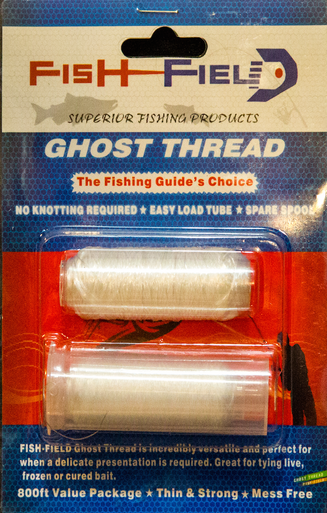 FISH FIELD
SUPERIOR FISHING PRODUCTS
GHOST THREAD
The Fishing Guide's Choice
NO KNOTTING REQUIRED ★ EASY LOAD TUBE ★ SPARE SPOOL
FISH-FIELD Ghost Thread is incredibly versatile and perfect for
when a delicate presentation is required. Great for tying live,
frozen or cured bait.
GHOST THREAD
800ft Value Package ★ Thin & Strong ★ Mess Free